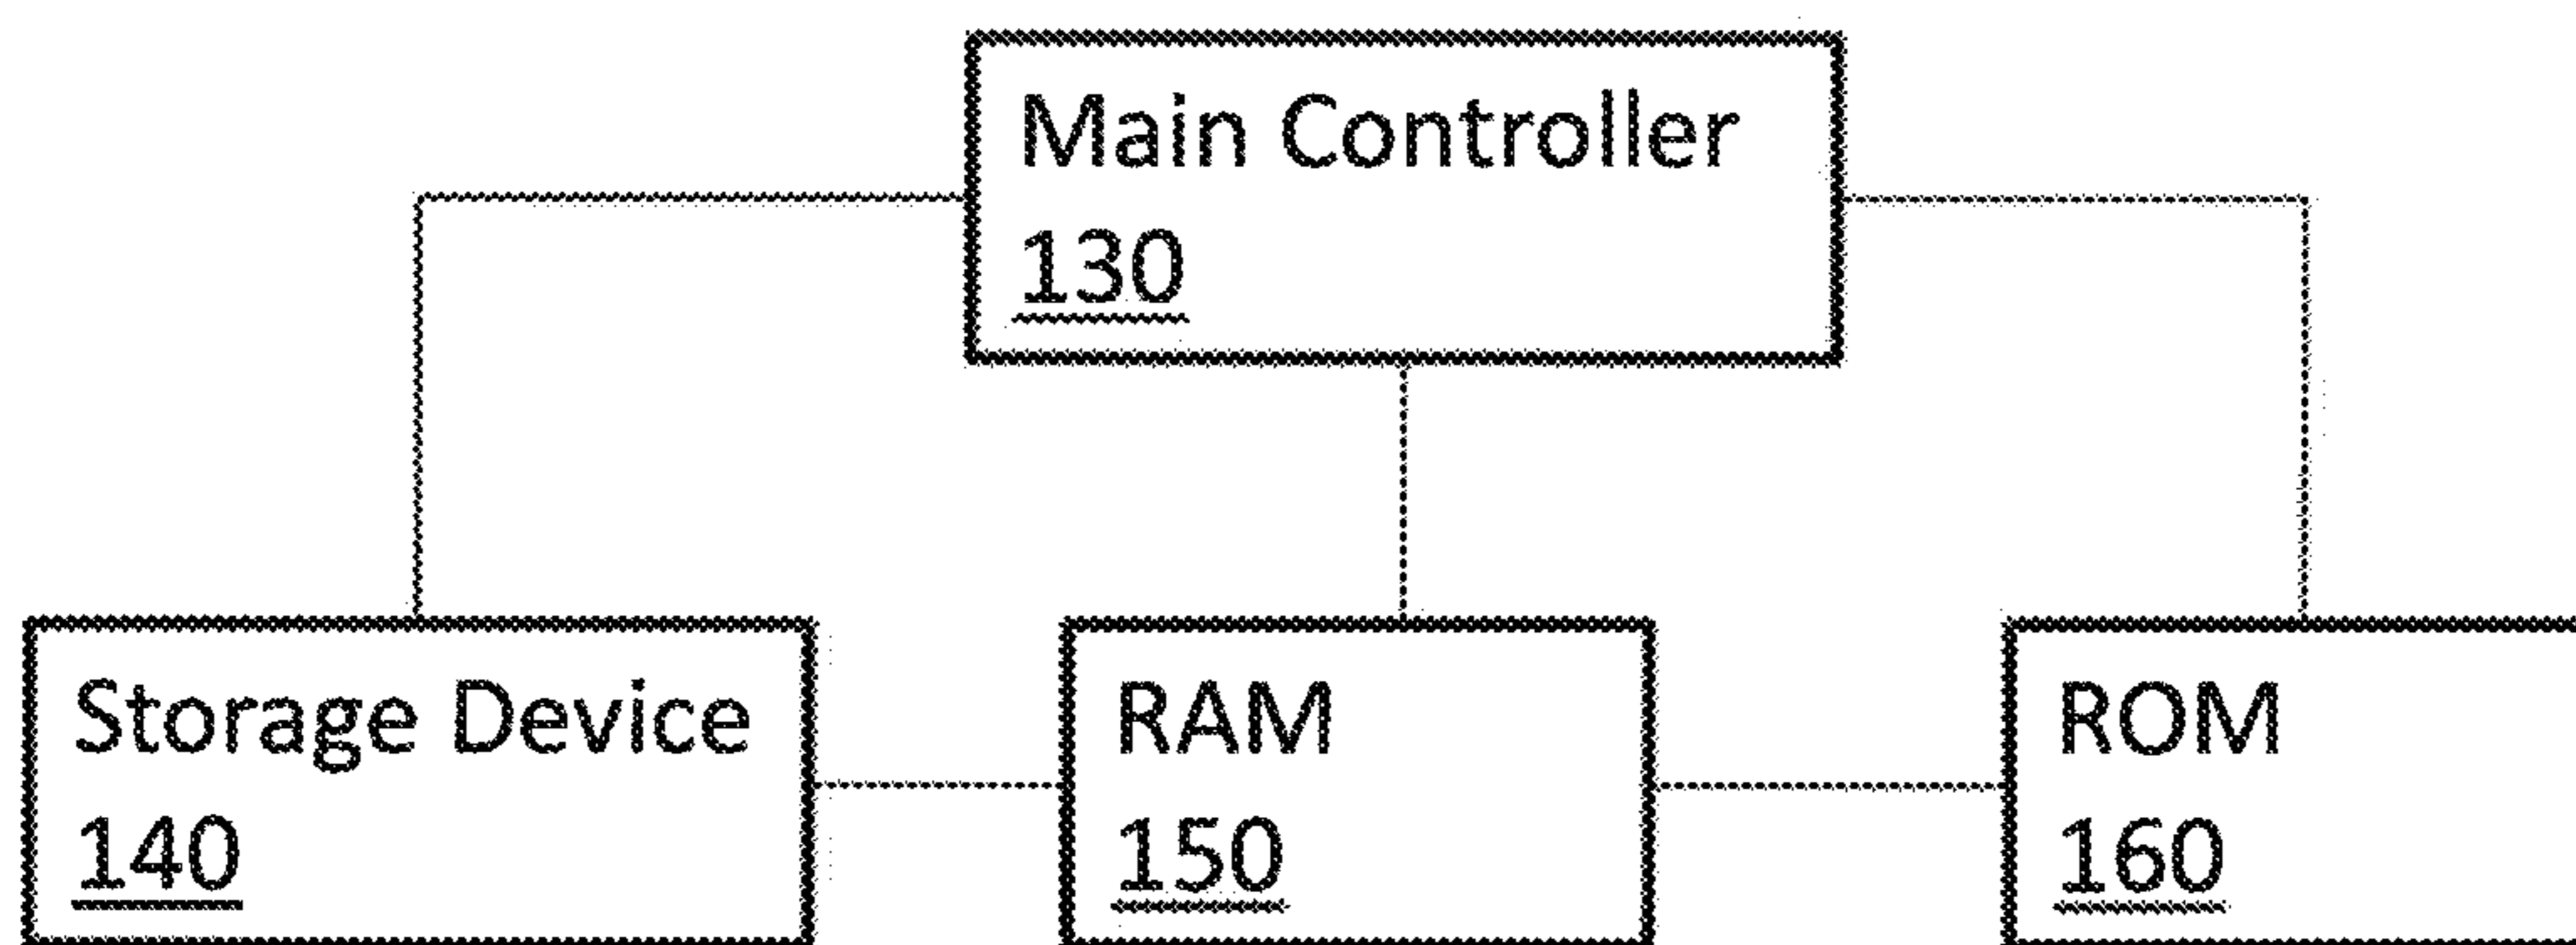 Main Controller
130
Storage Device
140
RAM
150
ROM
160